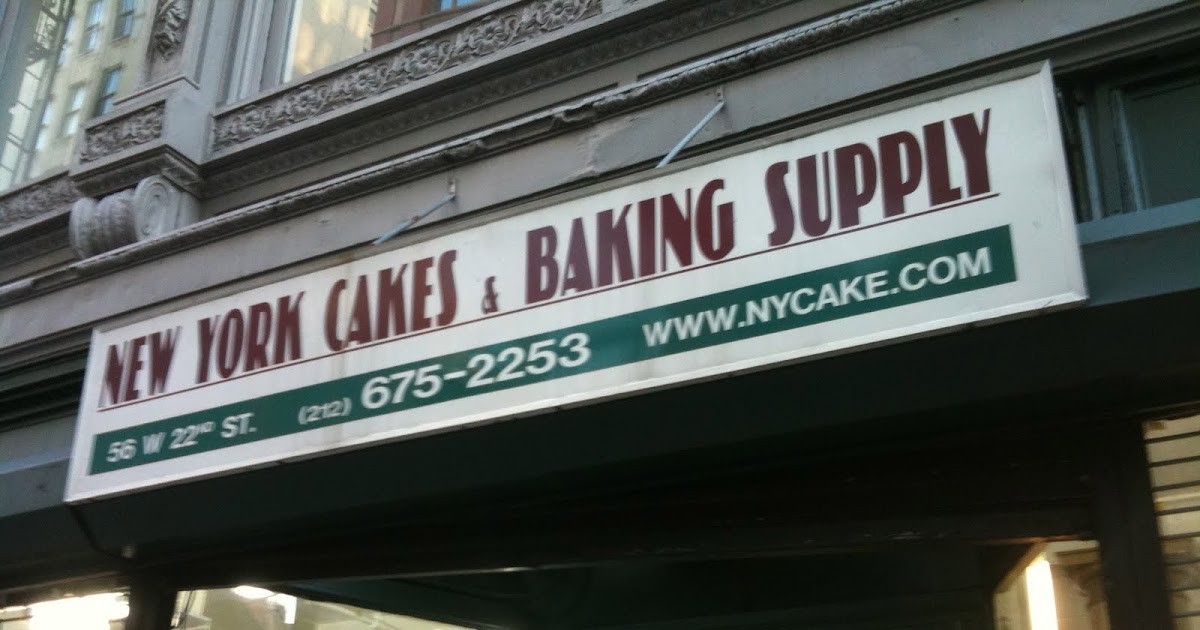 NEW YORK CAKES & BAKING SUPPLY
56 W 22ND ST. (212) 675-2253 WWW.NYCAKE.COM